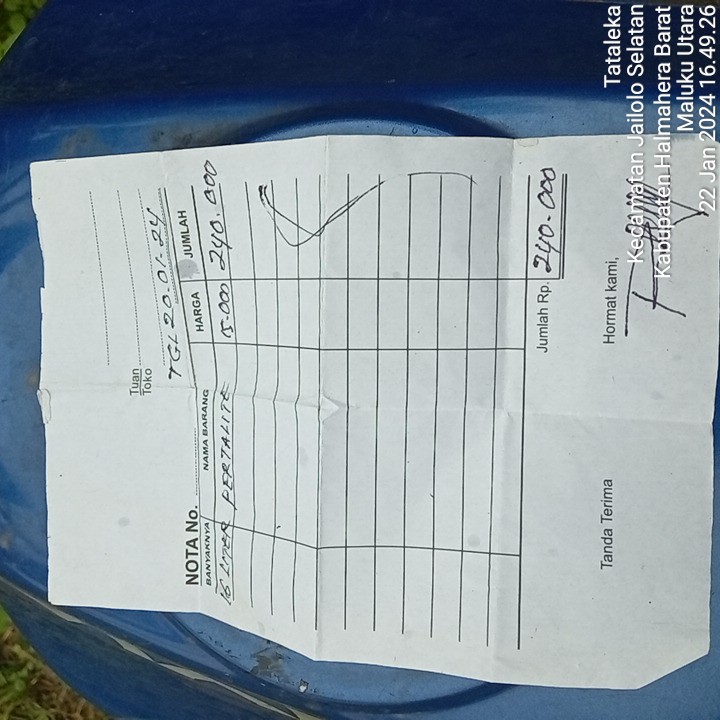 Tuan
Toko
TGL 20-01-24
NOTA No.
BANYAKNYA NAMA BARANG HARGA JUMLAH
16 LITER PERTALITE 15.000 240.000
Jumlah Rp. 240.000
Tanda Terima Hormat kami,
Tataleka
Kecamatan Jailolo Selatan
Kabupaten Halmahera Barat
Maluku Utara
22 Jan 2024 16.49.26